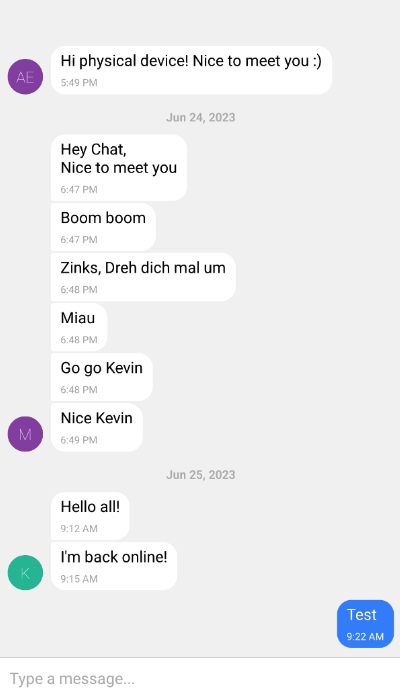 Hi physical device! Nice to meet you :)
5:49 PM
AE
Jun 24, 2023
Hey Chat,
Nice to meet you
6:47 PM
Boom boom
6:47 PM
Zinks, Dreh dich mal um
6:48 PM
Miau
6:48 PM
Go go Kevin
6:48 PM
Nice Kevin
6:49 PM
M
Jun 25, 2023
Hello all!
9:12 AM
I'm back online!
9:15 AM
K
Test
9:22 AM
Type a message...